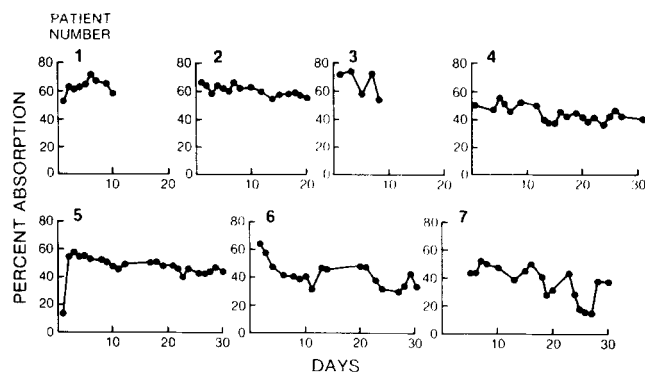 PATIENT
NUMBER
1 2 3 4
80 80 80 80
60 60 60 60
40 40 40 40
20 20 20 20
0 0 0 0
10 20 10 20 10 20 10 20 30
PERCENT ABSORPTION
5 6 7
80 80 80
60 60 60
40 40 40
20 20 20
0 0 0
10 20 30 10 20 30 10 20 30
DAYS